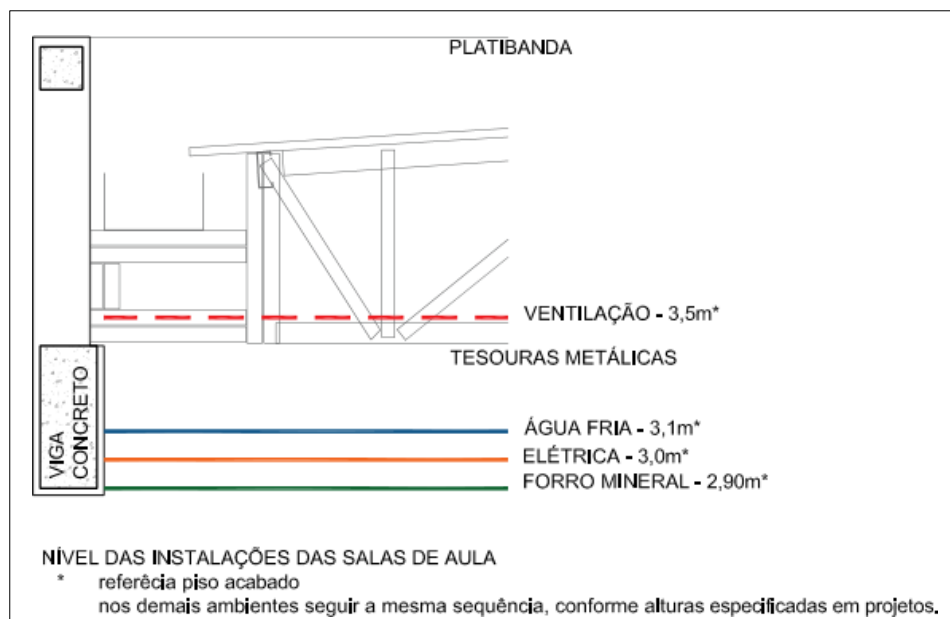 PLATIBANDA
VENTILAÇÃO - 3,5m*
TESOURAS METÁLICAS
VIGA
CONCRETO
ÁGUA FRIA - 3,1m*
ELÉTRICA - 3,0m*
FORRO MINERAL - 2,90m*
NÍVEL DAS INSTALAÇÕES DAS SALAS DE AULA
* referêcia piso acabado
nos demais ambientes seguir a mesma sequência, conforme alturas especificadas em projetos.